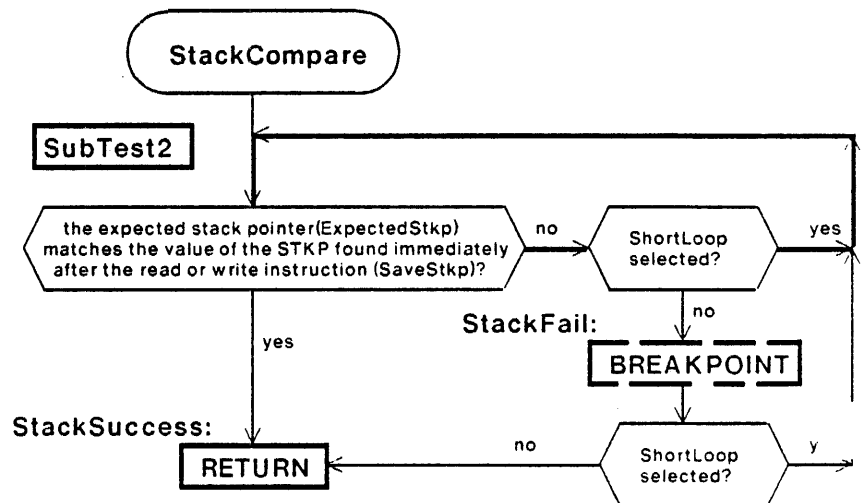 StackCompare
SubTest2
the expected stack pointer(ExpectedStkp)
matches the value of the STKP found immediately
after the read or write instruction (SaveStkp)?
no
ShortLoop
selected?
yes
yes
no
StackFail:
BREAKPOINT
StackSuccess:
RETURN
no
ShortLoop
selected?
y